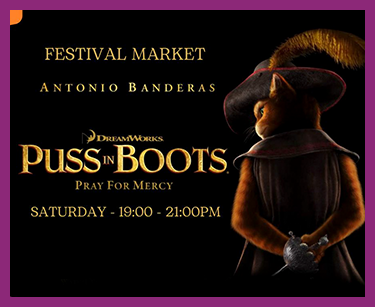 FESTIVAL MARKET
ANTONIO BANDERAS
DREAMWORKS
PUSS IN BOOTS
PRAY FOR MERCY
SATURDAY - 19:00 - 21:00PM